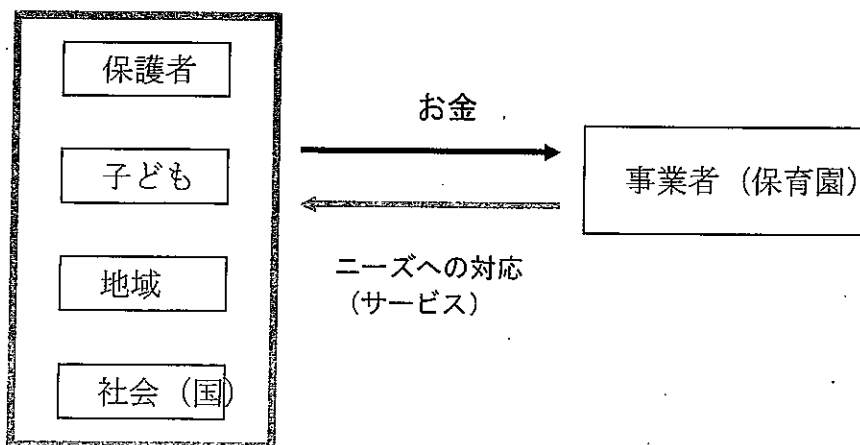 保護者
子ども
地域
社会（国）
お金
ニーズへの対応
（サービス）
事業者（保育園）